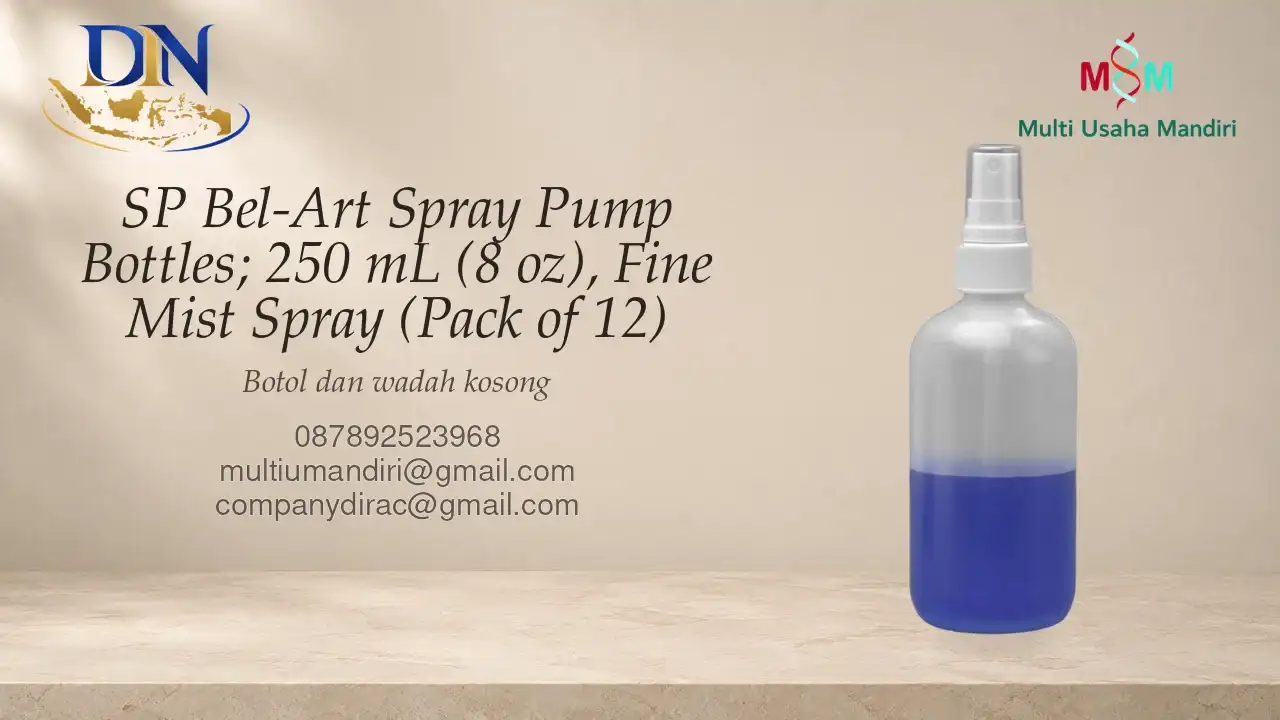 DIN
M M
Multi Usaha Mandiri
SP Bel-Art Spray Pump
Bottles; 250 mL (8 oz), Fine
Mist Spray (Pack of 12)
Botol dan wadah kosong
087892523968
multiumandiri@gmail.com
companydirac@gmail.com